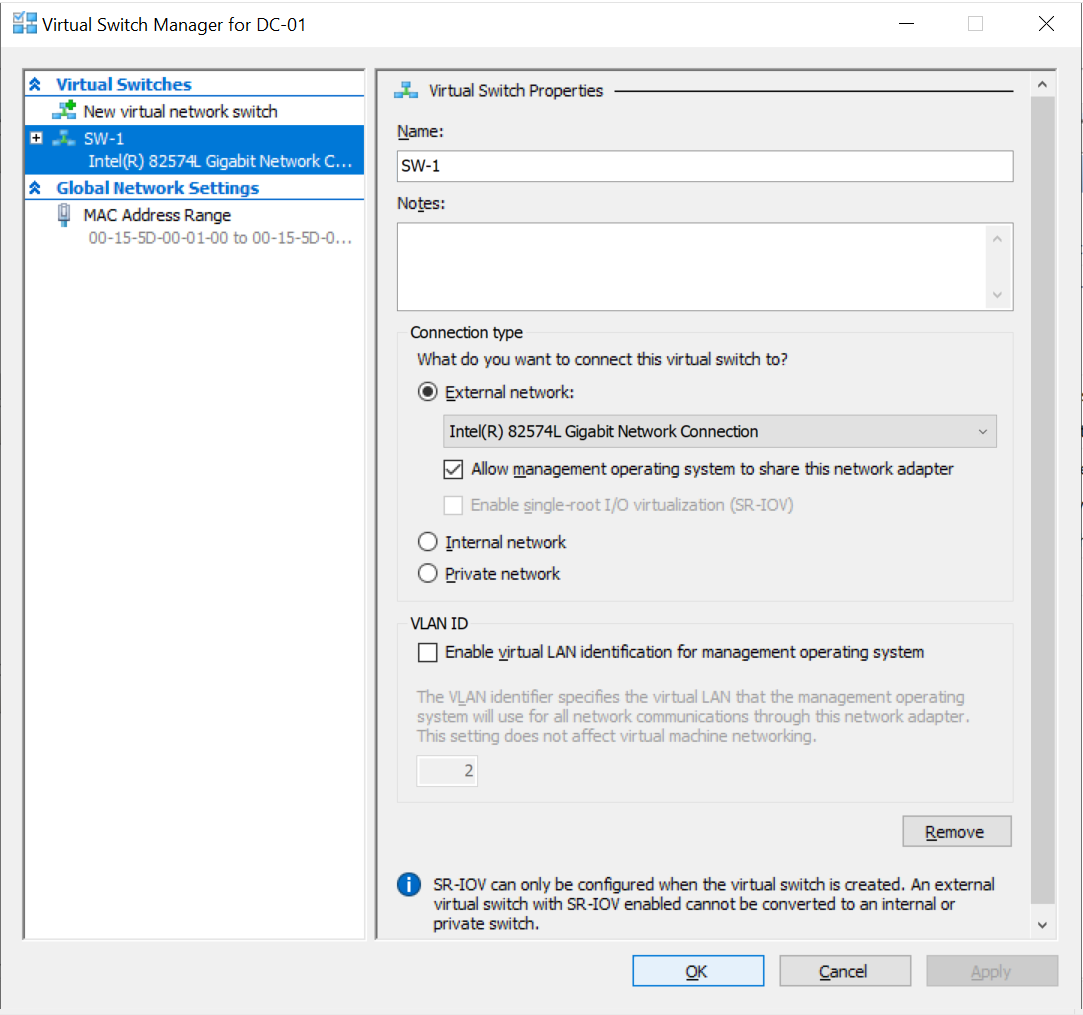 Virtual Switch Manager for DC-01
Virtual Switches
New virtual network switch
SW-1
Intel(R) 82574L Gigabit Network C...
Global Network Settings
MAC Address Range
00-15-5D-00-01-00 to 00-15-5D-0...
Virtual Switch Properties
Name:
SW-1
Notes:
Connection type
What do you want to connect this virtual switch to?
External network:
Intel(R) 82574L Gigabit Network Connection
Allow management operating system to share this network adapter
Enable single-root I/O virtualization (SR-IOV)
Internal network
Private network
VLAN ID
Enable virtual LAN identification for management operating system
The VLAN identifier specifies the virtual LAN that the management operating
system will use for all network communications through this network adapter.
This setting does not affect virtual machine networking.
2
Remove
SR-IOV can only be configured when the virtual switch is created. An external
virtual switch with SR-IOV enabled cannot be converted to an internal or
private switch.
OK
Cancel
Apply